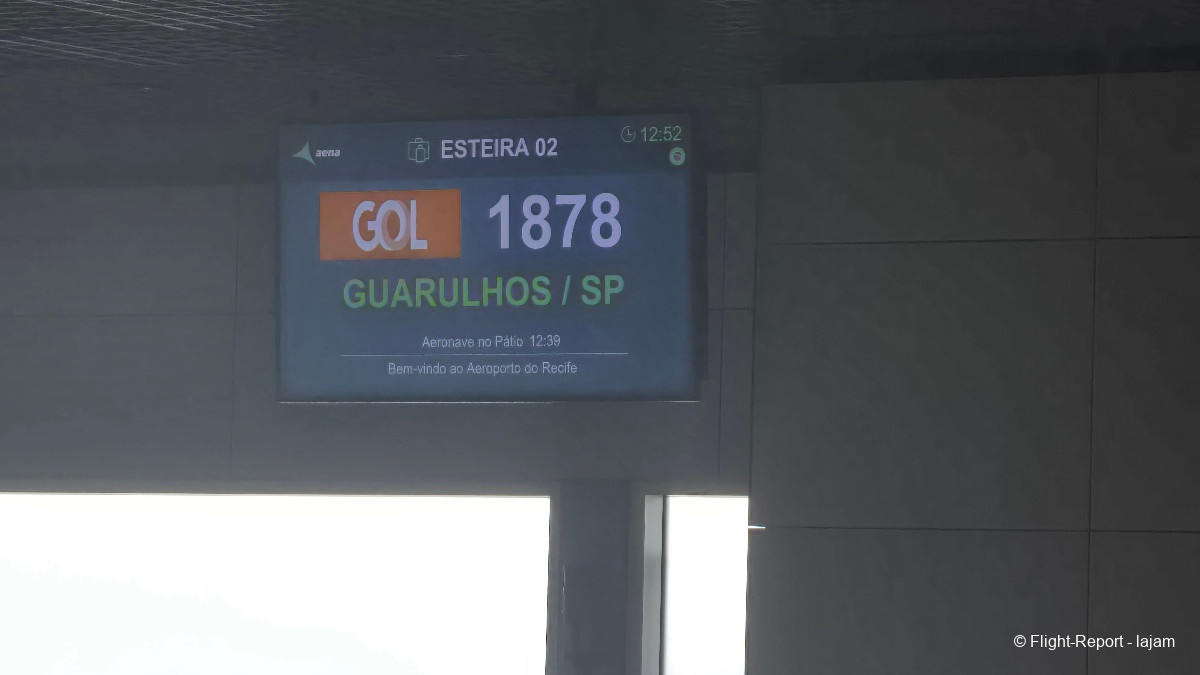 aena ESTEIRA 02 12:52
GOL 1878
GUARULHOS / SP
Aeronave no Pátio 12:39
Bem-vindo ao Aeroporto do Recife
© Flight-Report - lajam